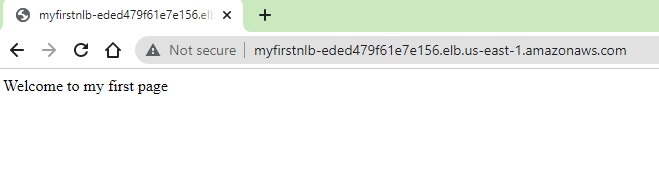 myfirstnlb-eded479f61e7e156.elb
Not secure myfirstnlb-eded479f61e7e156.elb.us-east-1.amazonaws.com
Welcome to my first page